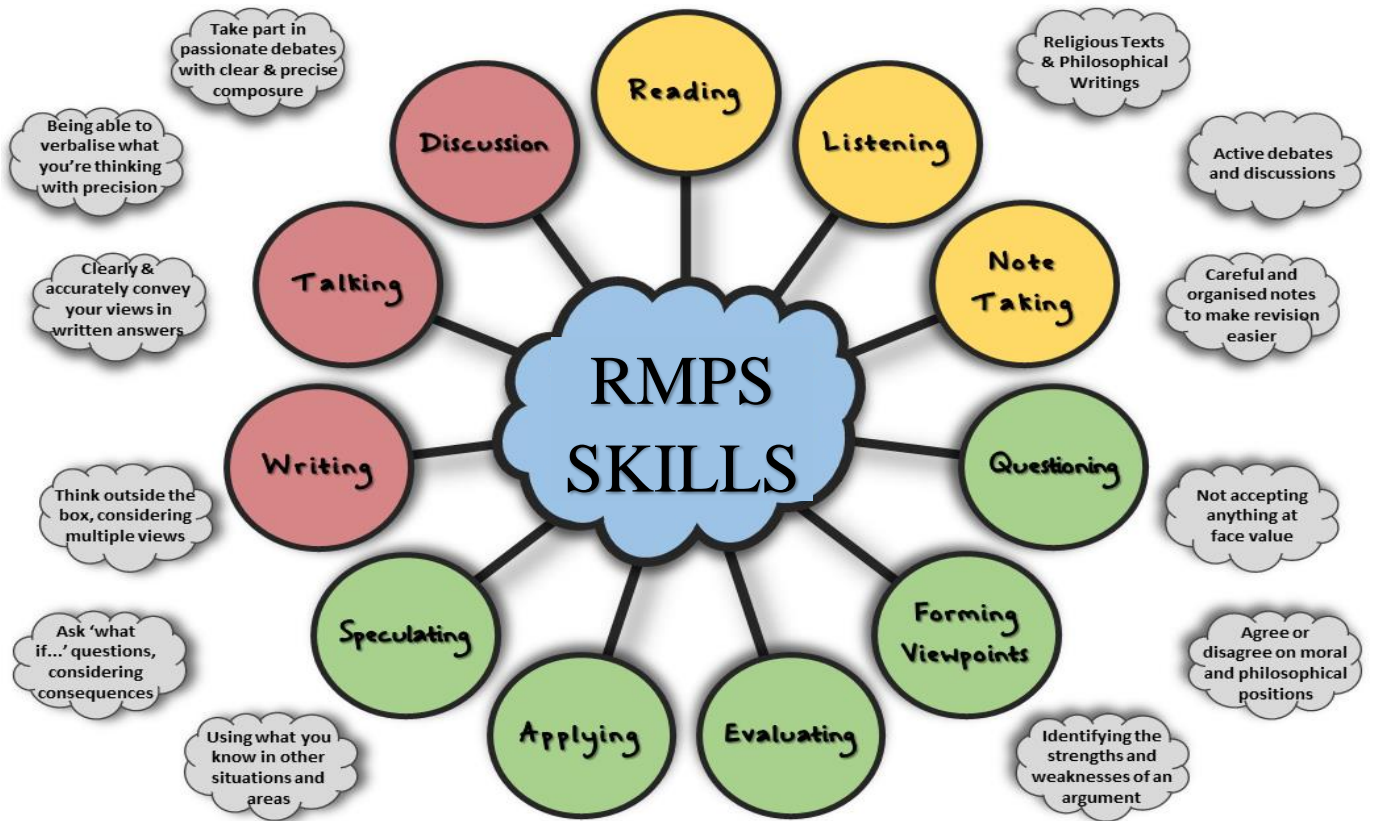 Take part in
passionate debates
with clear & precise
composure
Religious Texts
& Philosophical
Writings
Being able to
verbalise what
you're thinking
with precision
Active debates
and discussions
Clearly &
accurately convey
your views in
written answers
Careful and
organised notes
to make revision
easier
Think outside the
box, considering
multiple views
Not accepting
anything at
face value
Ask ‘what
if...’ questions,
considering
consequences
Agree or
disagree on moral
and philosophical
positions
Using what you
know in other
situations and
areas
Identifying the
strengths and
weaknesses of an
argument
Reading
Listening
Note
Taking
Questioning
Forming
Viewpoints
Evaluating
Applying
Speculating
Writing
Talking
Discussion
RMPS
SKILLS